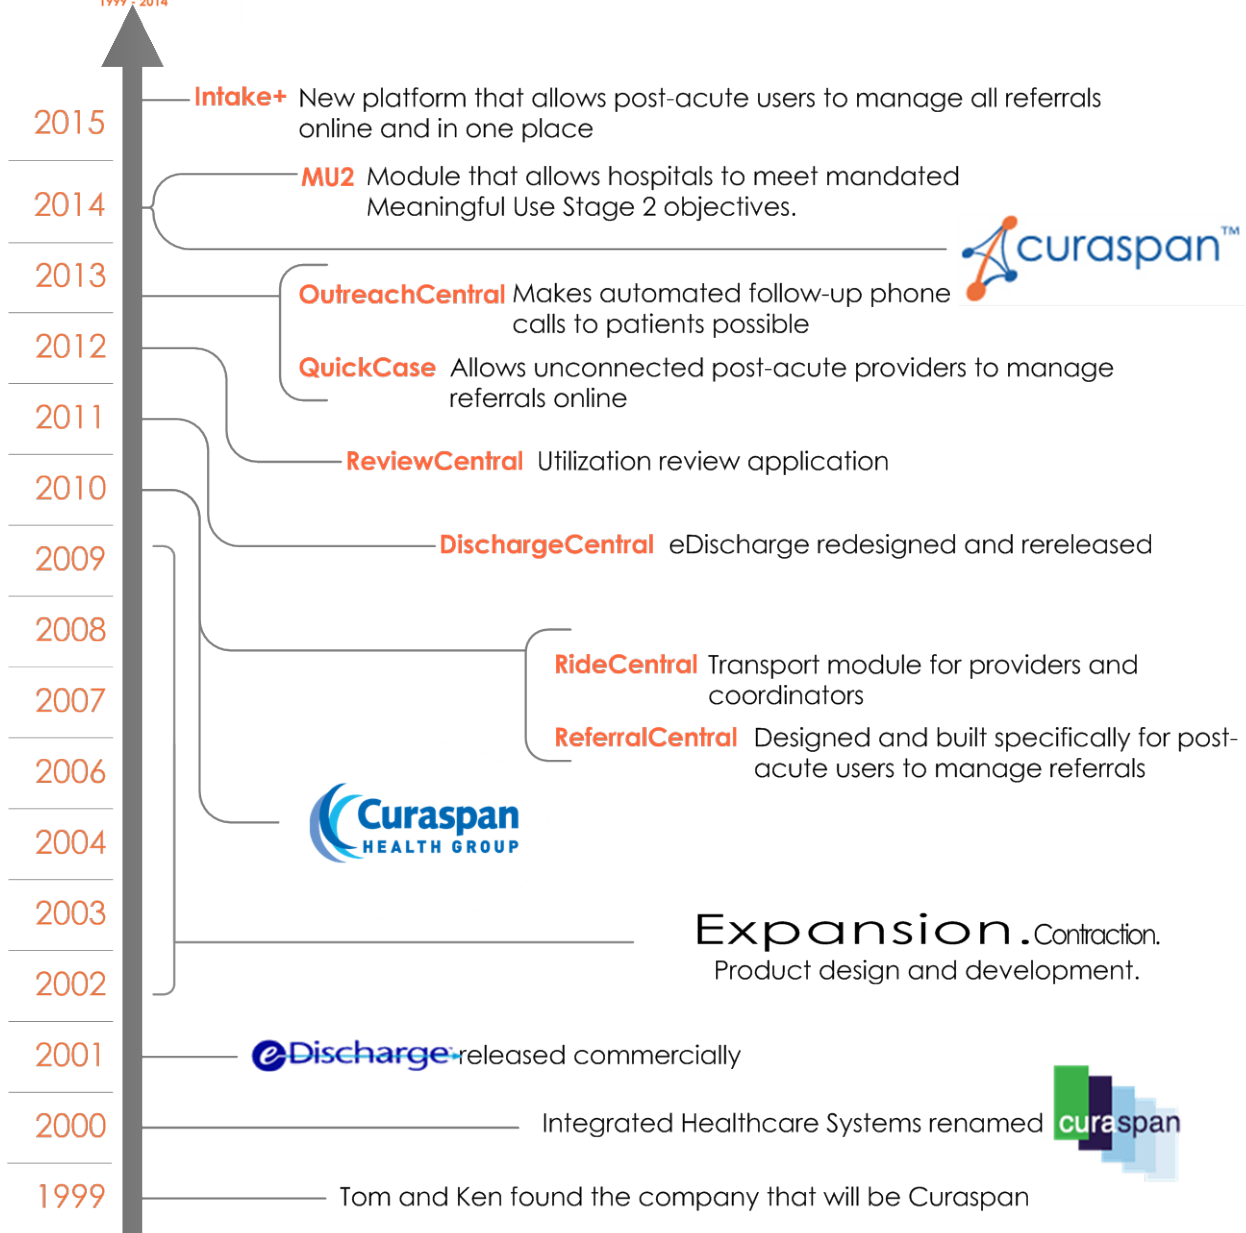 1999 - 2014
Intake+ New platform that allows post-acute users to manage all referrals
online and in one place
2015
MU2 Module that allows hospitals to meet mandated
Meaningful Use Stage 2 objectives.
2014
curaspan™
2013
OutreachCentral Makes automated follow-up phone
calls to patients possible
2012
QuickCase Allows unconnected post-acute providers to manage
referrals online
2011
ReviewCentral Utilization review application
2010
DischargeCentral eDischarge redesigned and rereleased
2009
2008
RideCentral Transport module for providers and
coordinators
2007
ReferralCentral Designed and built specifically for post-
acute users to manage referrals
2006
Curaspan
HEALTH GROUP
2004
2003
Expansion. Contraction.
Product design and development.
2002
2001
eDischarge released commercially
2000
Integrated Healthcare Systems renamed curaspan
1999
Tom and Ken found the company that will be Curaspan